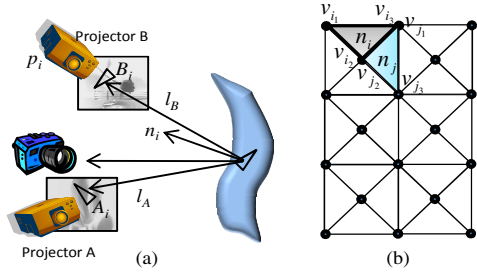 Projector B
p_i
B_i
l_B
n_i
l_A
A_i
Projector A
(a)
v_{i_1}
v_{i_3}
v_{j_1}
n_i
v_{i_2}
n_j
v_{j_2}
v_{j_3}
(b)